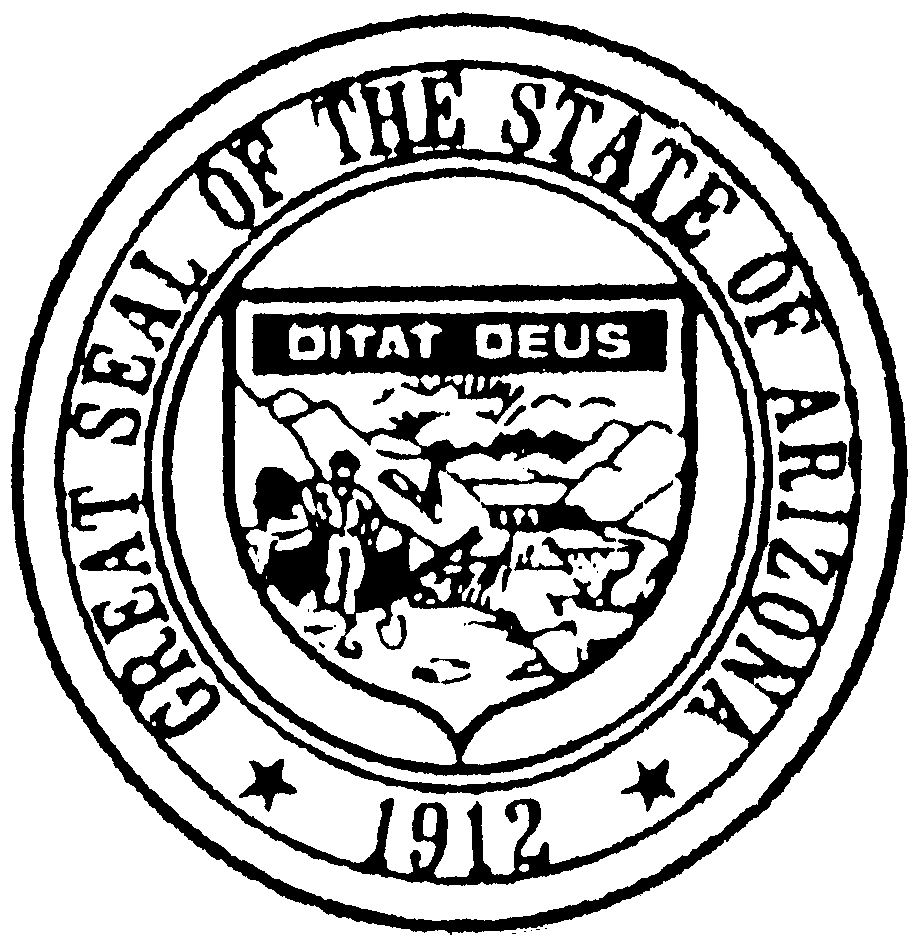 GREAT SEAL OF THE STATE OF ARIZONA
DITAT DEUS
1912